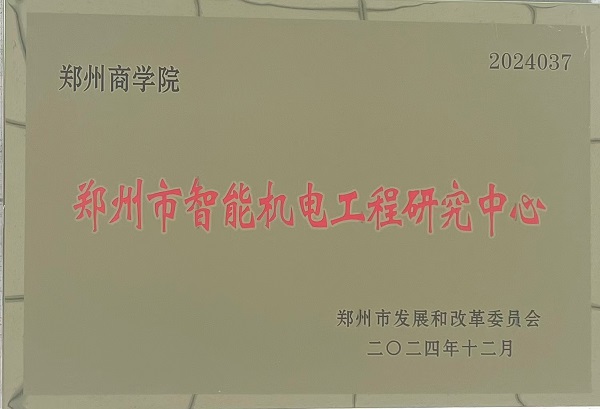 郑州商学院
2024037
郑州市智能机电工程研究中心
郑州市发展和改革委员会
二〇二四年十二月